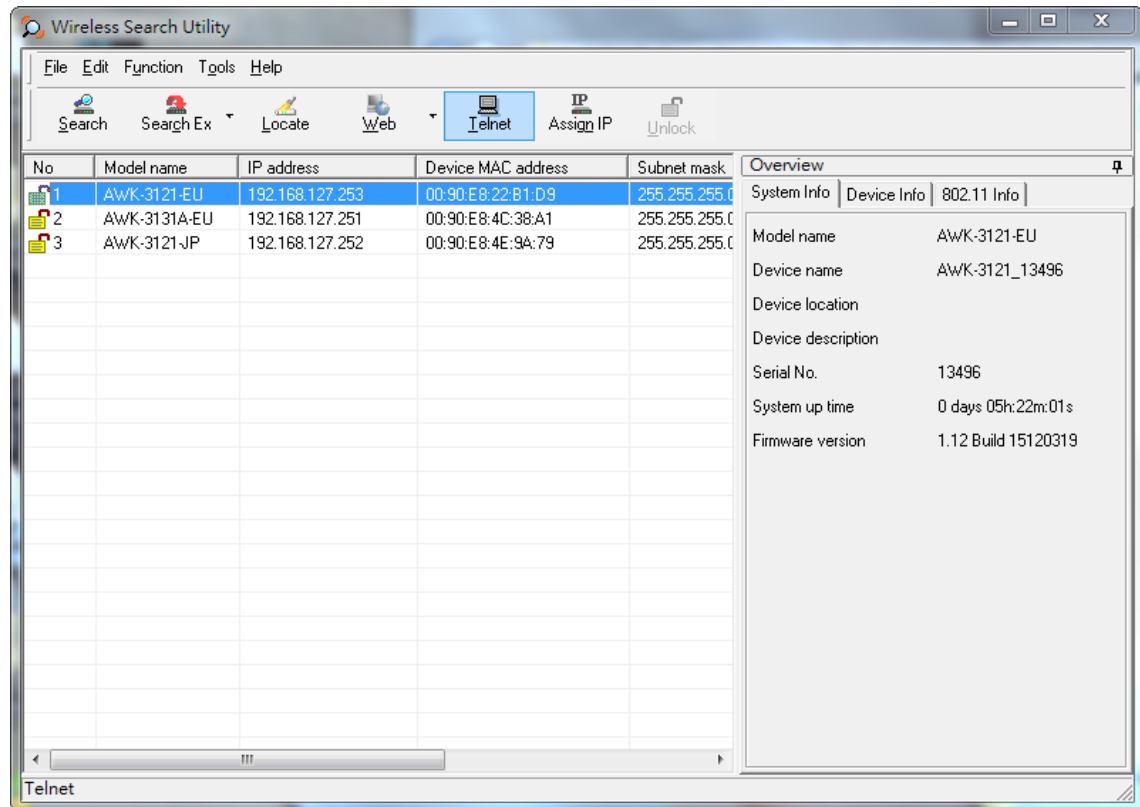 Wireless Search Utility
File Edit Function Tools Help
Search Search Ex Locate Web Telnet IP Assign IP Unlock
No Model name IP address Device MAC address Subnet mask
1 AWK-3121-EU 192.168.127.253 00:90:E8:22:B1:D9 255.255.255.0
2 AWK-3131A-EU 192.168.127.251 00:90:E8:4C:38:A1 255.255.255.0
3 AWK-3121-JP 192.168.127.252 00:90:E8:4E:9A:79 255.255.255.0
Overview
System Info Device Info 802.11 Info
Model name AWK-3121-EU
Device name AWK-3121_13496
Device location
Device description
Serial No. 13496
System up time 0 days 05h:22m:01s
Firmware version 1.12 Build 15120319
Telnet